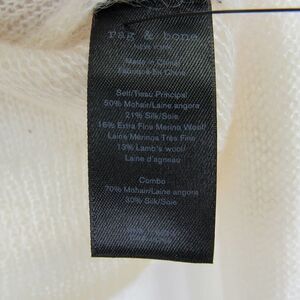 rag & bone
NEW YORK
Made in China/
Fabriqué En Chine
Self/Tissu Principal
50% Mohair/Laine angora
21% Silk/Soie
16% Extra Fine Merino Wool/
Laine Mérinos Très Fine
13% Lamb's wool/
Laine d'agneau
Combo
70% Mohair/Laine angora
30% Silk/Soie